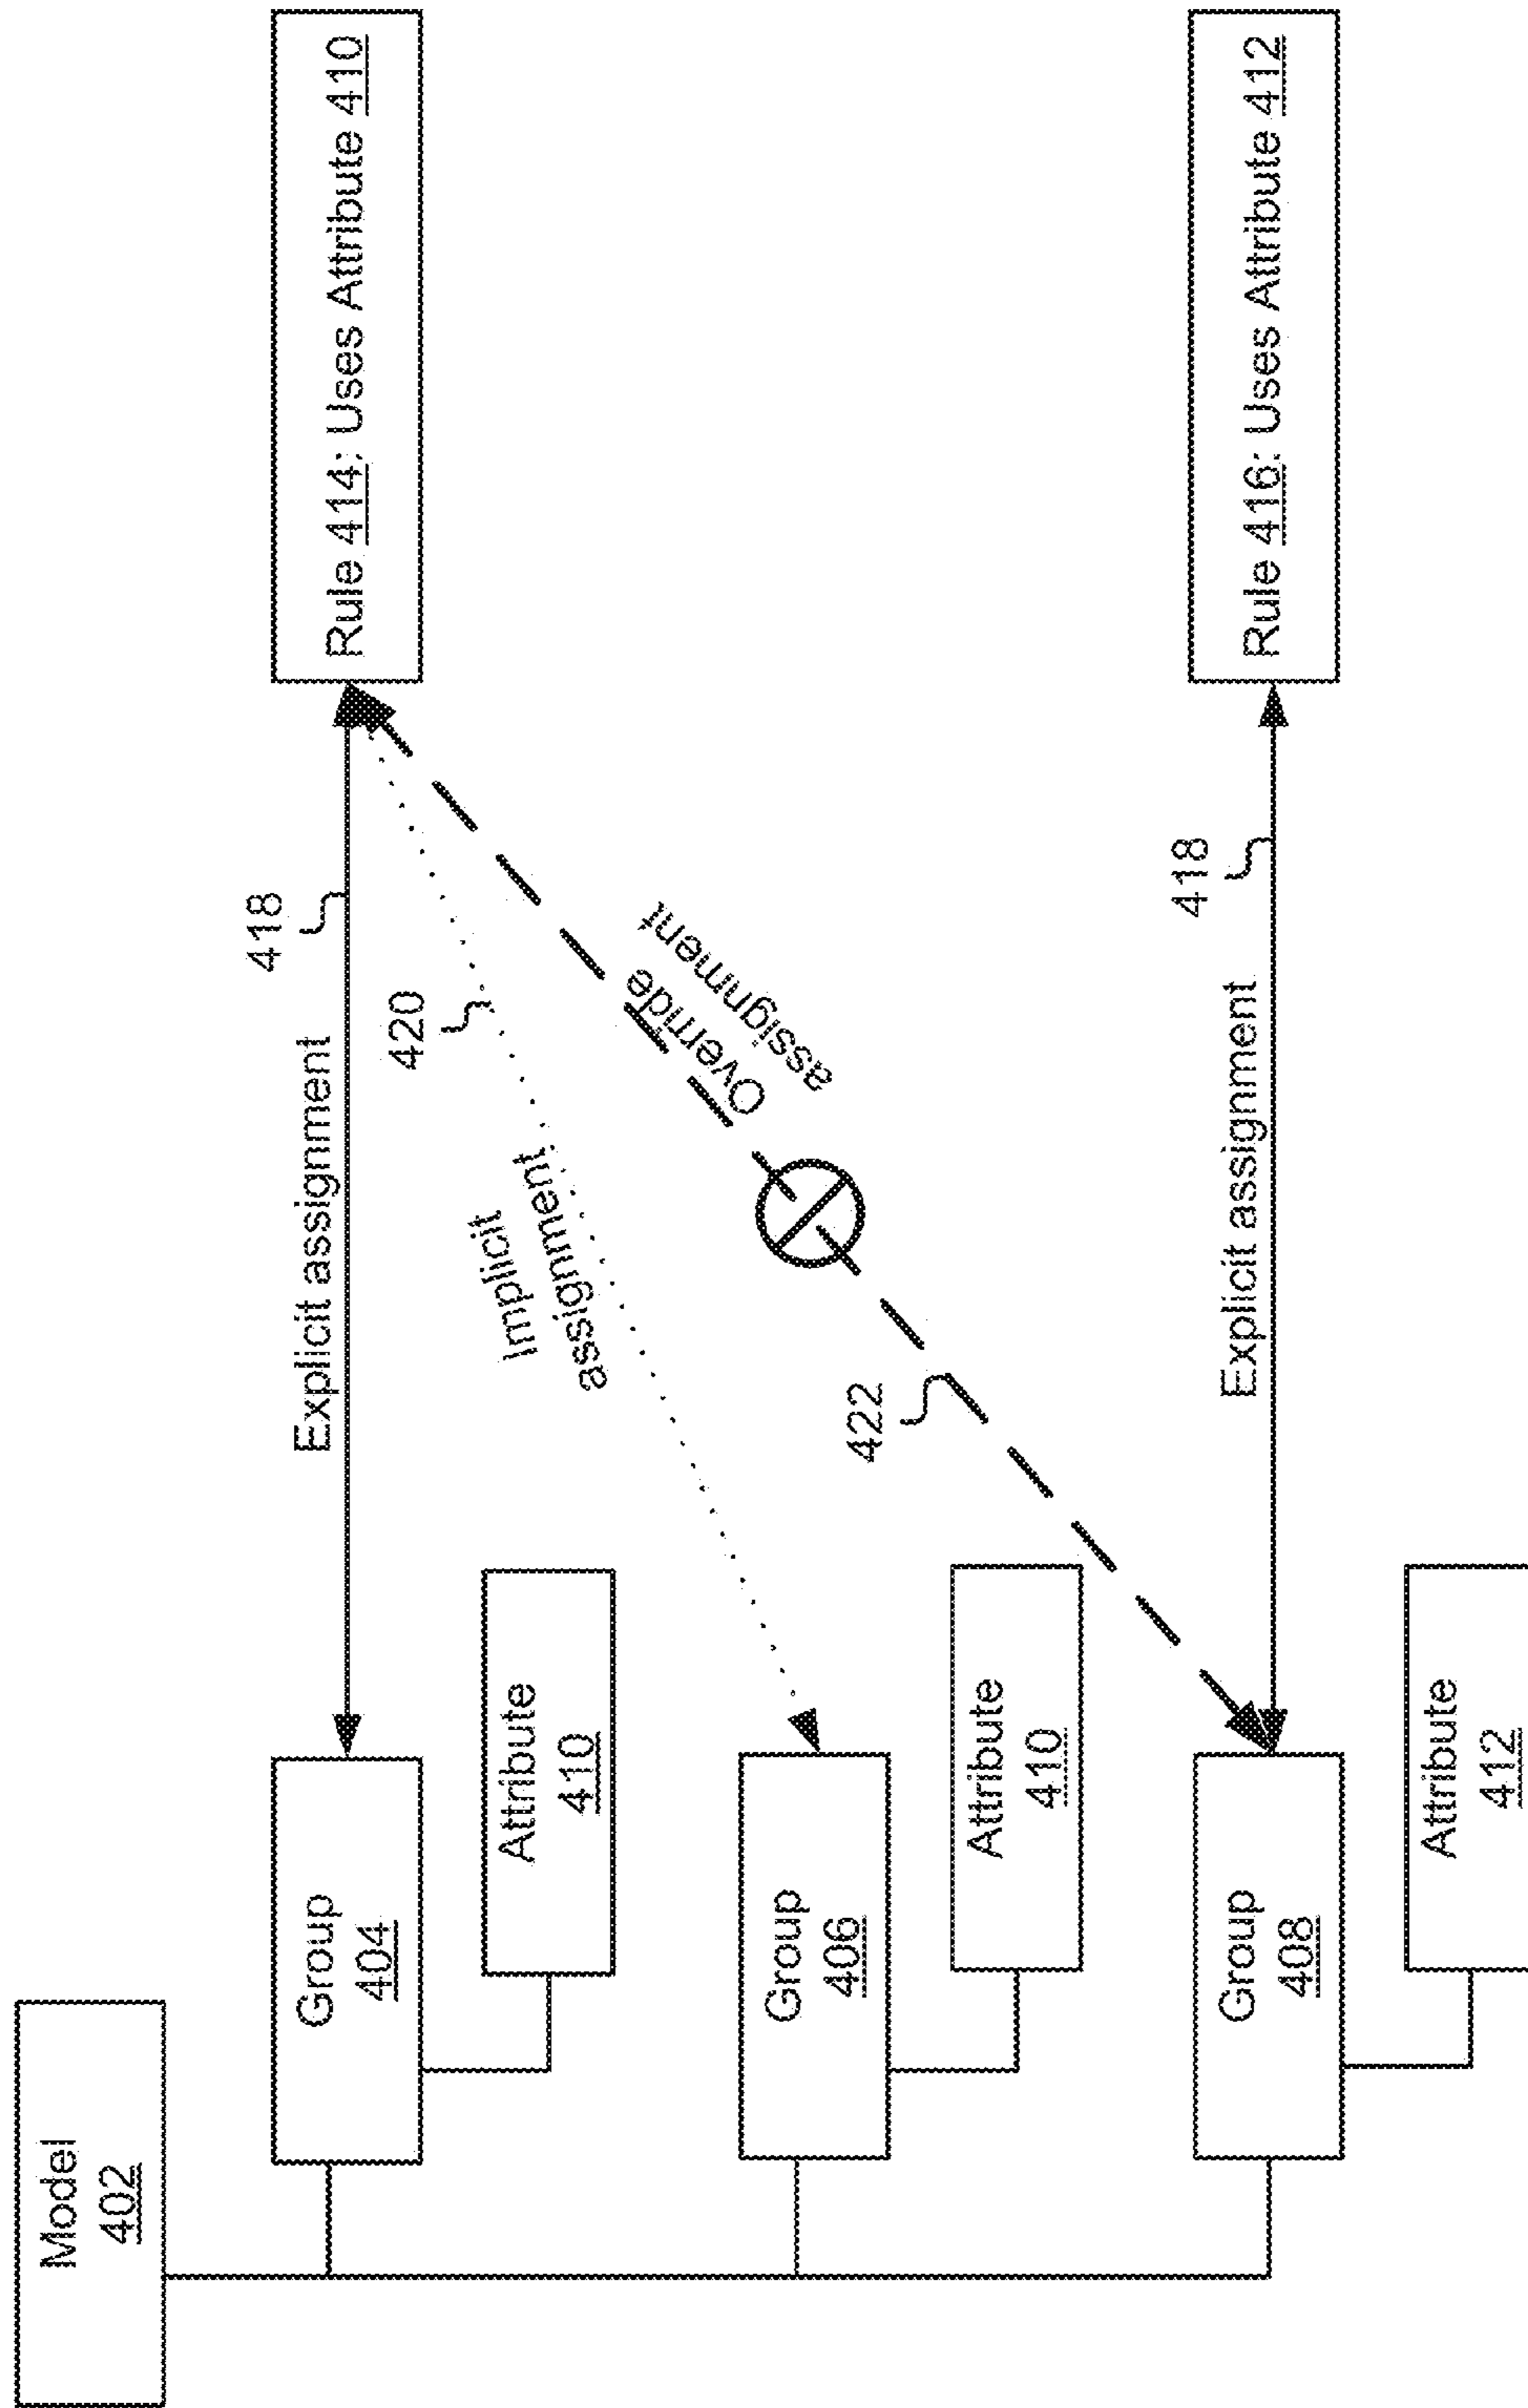 Model
402
Group
404
Attribute
410
Group
406
Attribute
410
Group
408
Attribute
412
Explicit assignment
418
Implicit
assignment
420
Override
assignment
422
Explicit assignment
418
Rule 414: Uses Attribute 410
Rule 416: Uses Attribute 412